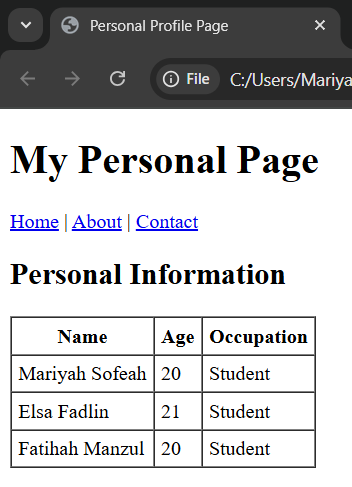 Personal Profile Page
File C:/Users/Mariya
My Personal Page
Home | About | Contact
Personal Information
Name Age Occupation
Mariyah Sofeah 20 Student
Elsa Fadlin 21 Student
Fatihah Manzul 20 Student